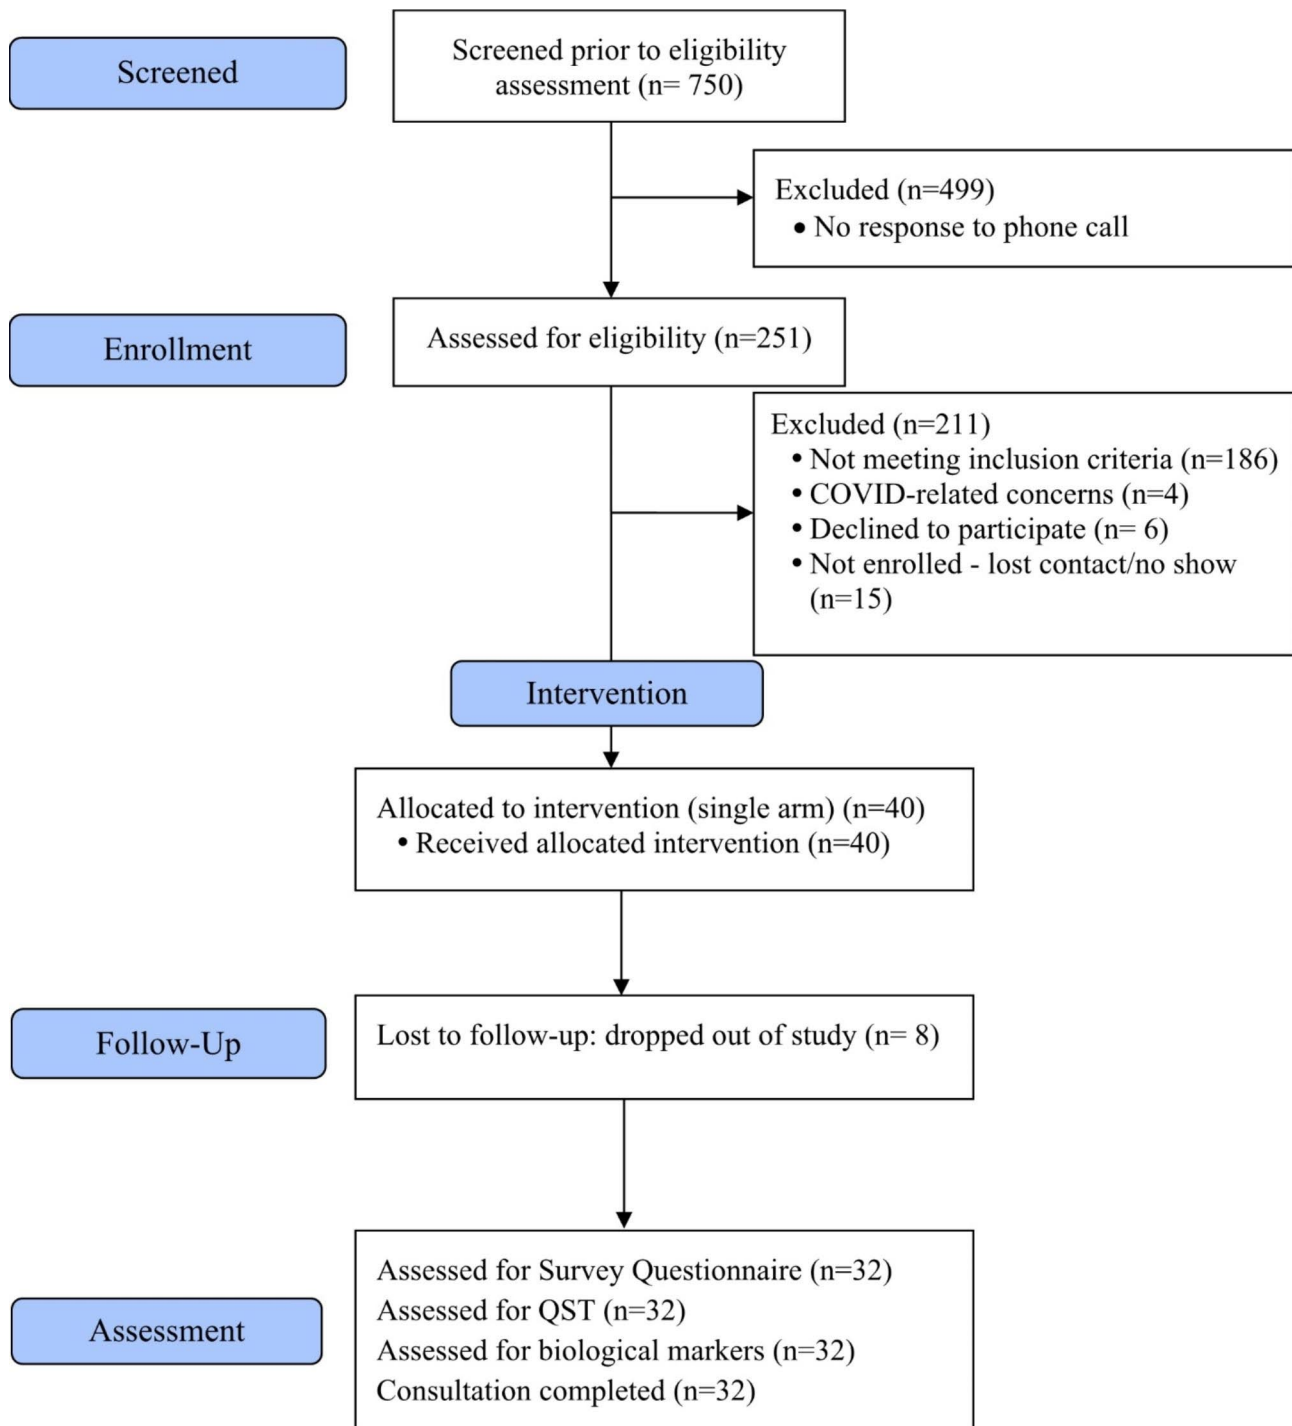 Screened
Screened prior to eligibility
assessment (n= 750)
Excluded (n=499)
• No response to phone call
Enrollment
Assessed for eligibility (n=251)
Excluded (n=211)
• Not meeting inclusion criteria (n=186)
• COVID-related concerns (n=4)
• Declined to participate (n= 6)
• Not enrolled - lost contact/no show
(n=15)
Intervention
Allocated to intervention (single arm) (n=40)
• Received allocated intervention (n=40)
Follow-Up
Lost to follow-up: dropped out of study (n= 8)
Assessment
Assessed for Survey Questionnaire (n=32)
Assessed for QST (n=32)
Assessed for biological markers (n=32)
Consultation completed (n=32)